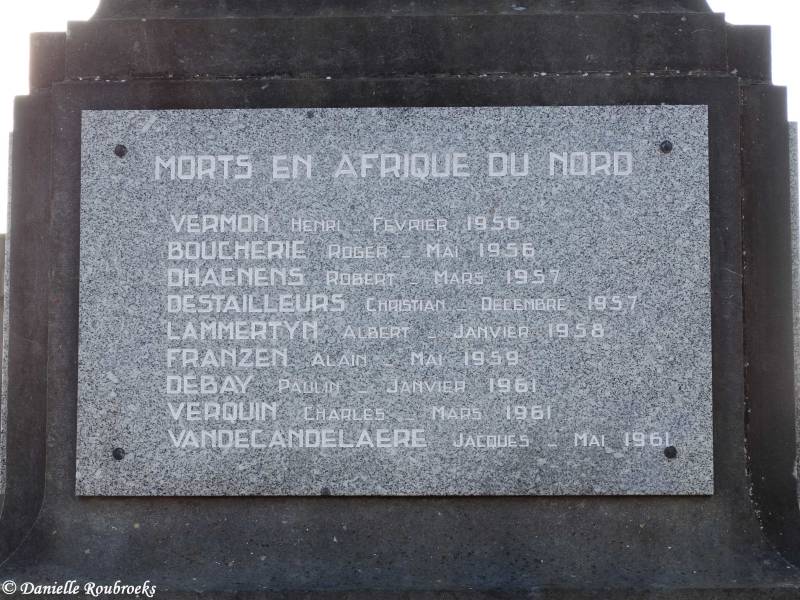 MORTS EN AFRIQUE DU NORD
VERMON HENRI _ FEVRIER 1956
BOUCHERIE ROGER _ MAI _ 1956
DHAENENS ROBERT _ MARS _ 1957
DESTAILLEURS CHRISTIAN _ DECEMBRE _ 1957
LAMMERTYN ALBERT _ JANVIER 1958
FRANZEN ALAIN _ MAI _ 1959
DEBAY PAULIN _ JANVIER _ 1961
VERQUIN CHARLES _ MARS _ 1961
VANDECANDELAERE JACQUES _ MAI _ 1961
© Danielle Roubroeks